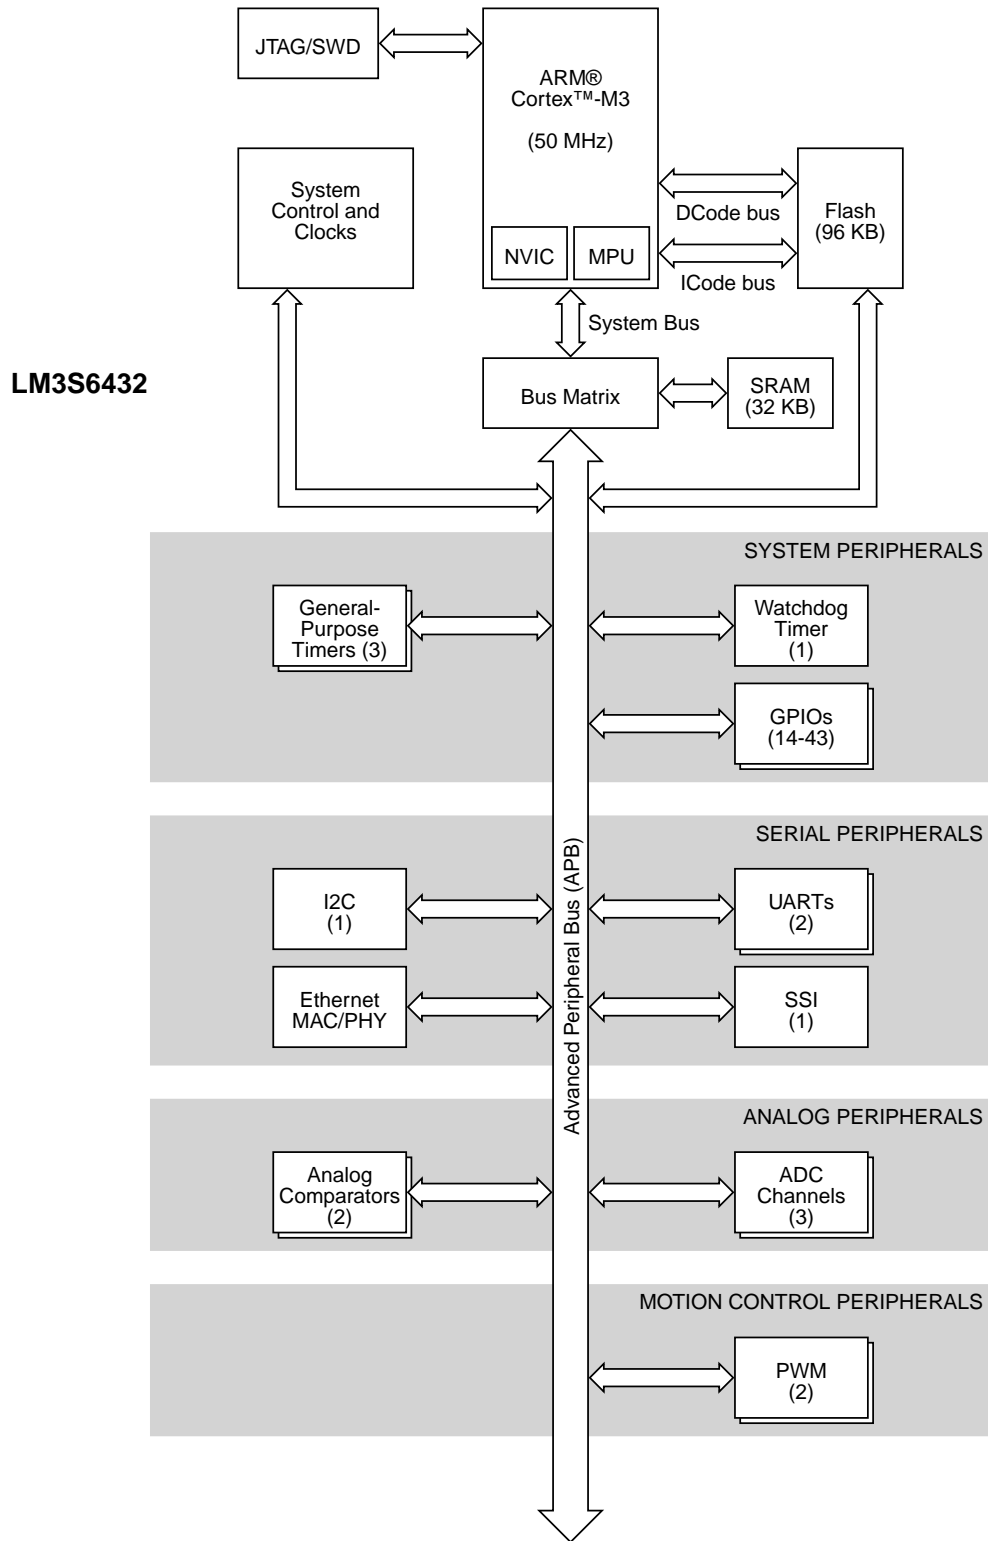 JTAG/SWD
ARM®
Cortex™-M3
(50 MHz)
System
Control and
Clocks
DCode bus
Flash
(96 KB)
NVIC
MPU
ICode bus
System Bus
LM3S6432
Bus Matrix
SRAM
(32 KB)
SYSTEM PERIPHERALS
General-
Purpose
Timers (3)
Watchdog
Timer
(1)
GPIOs
(14-43)
Advanced Peripheral Bus (APB)
SERIAL PERIPHERALS
I2C
(1)
UARTs
(2)
Ethernet
MAC/PHY
SSI
(1)
ANALOG PERIPHERALS
Analog
Comparators
(2)
ADC
Channels
(3)
MOTION CONTROL PERIPHERALS
PWM
(2)